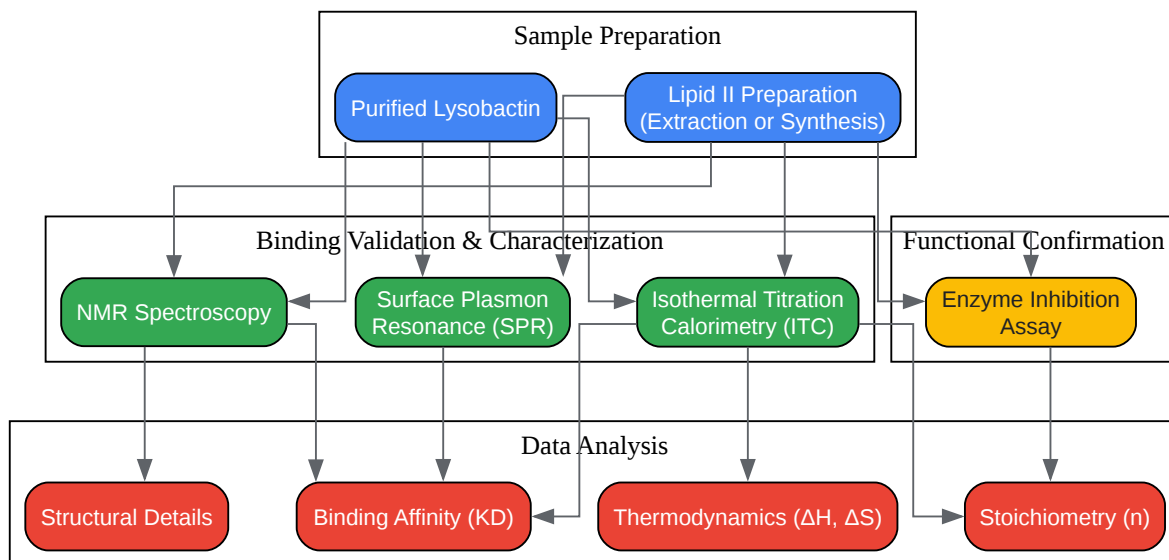 Sample Preparation
Purified Lysobactin
Lipid II Preparation
(Extraction or Synthesis)
Binding Validation & Characterization
Functional Confirmation
NMR Spectroscopy
Surface Plasmon
Resonance (SPR)
Isothermal Titration
Calorimetry (ITC)
Enzyme Inhibition
Assay
Data Analysis
Structural Details
Binding Affinity (KD)
Thermodynamics (ΔH, ΔS)
Stoichiometry (n)